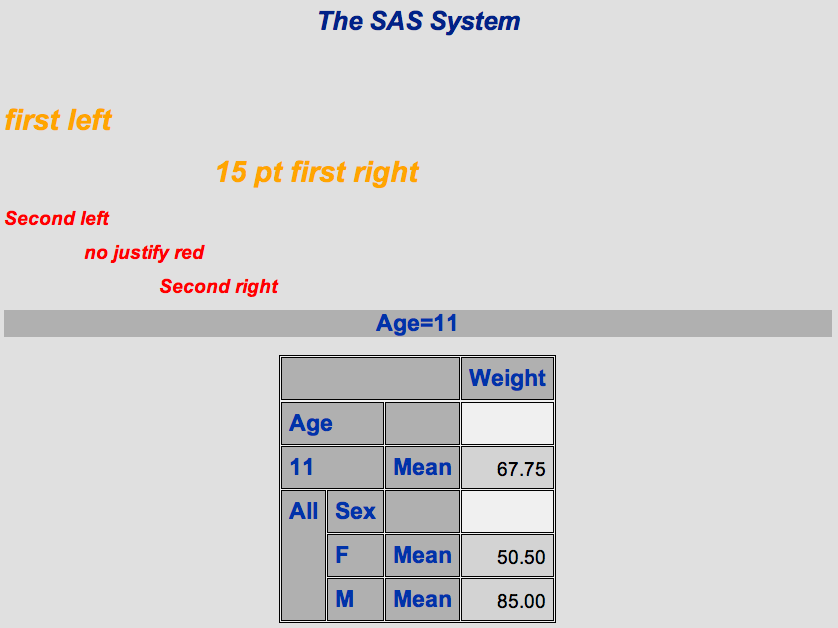 The SAS System
first left
15 pt first right
Second left
no justify red
Second right
Age=11
Weight
Age
11 Mean 67.75
All Sex
F Mean 50.50
M Mean 85.00